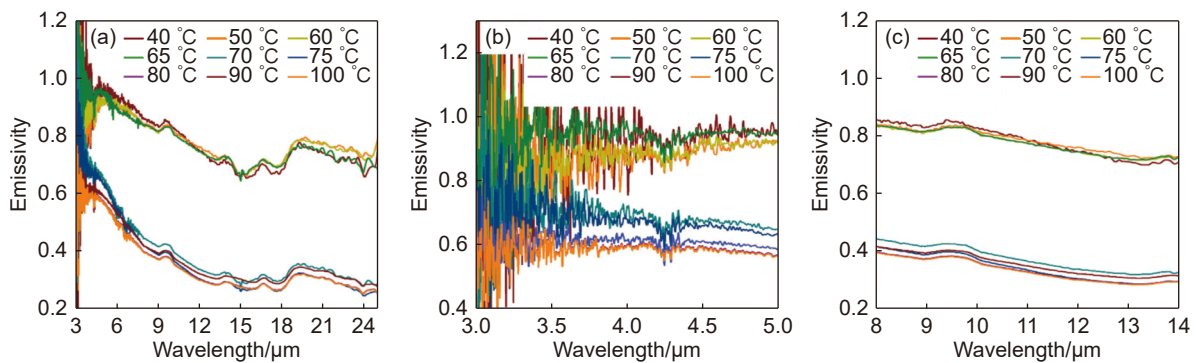 (a) 40 °C 50 °C 60 °C
65 °C 70 °C 75 °C
80 °C 90 °C 100 °C
Emissivity
1.2
1.0
0.8
0.6
0.4
0.2
3 6 9 12 15 18 21 24
Wavelength/μm
(b) 40 °C 50 °C 60 °C
65 °C 70 °C 75 °C
80 °C 90 °C 100 °C
Emissivity
1.2
1.0
0.8
0.6
0.4
3.0 3.5 4.0 4.5 5.0
Wavelength/μm
(c) 40 °C 50 °C 60 °C
65 °C 70 °C 75 °C
80 °C 90 °C 100 °C
Emissivity
1.2
1.0
0.8
0.6
0.4
0.2
8 9 10 11 12 13 14
Wavelength/μm